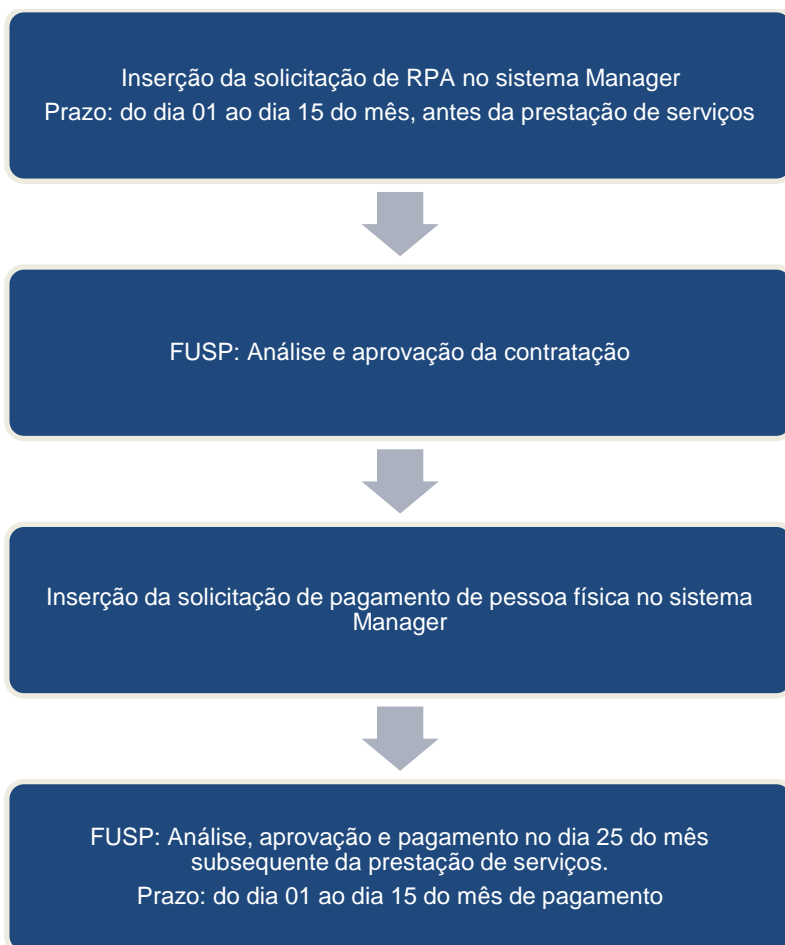 Inserção da solicitação de RPA no sistema Manager
Prazo: do dia 01 ao dia 15 do mês, antes da prestação de serviços
FUSP: Análise e aprovação da contratação
Inserção da solicitação de pagamento de pessoa física no sistema
Manager
FUSP: Análise, aprovação e pagamento no dia 25 do mês
subsequente da prestação de serviços.
Prazo: do dia 01 ao dia 15 do mês de pagamento